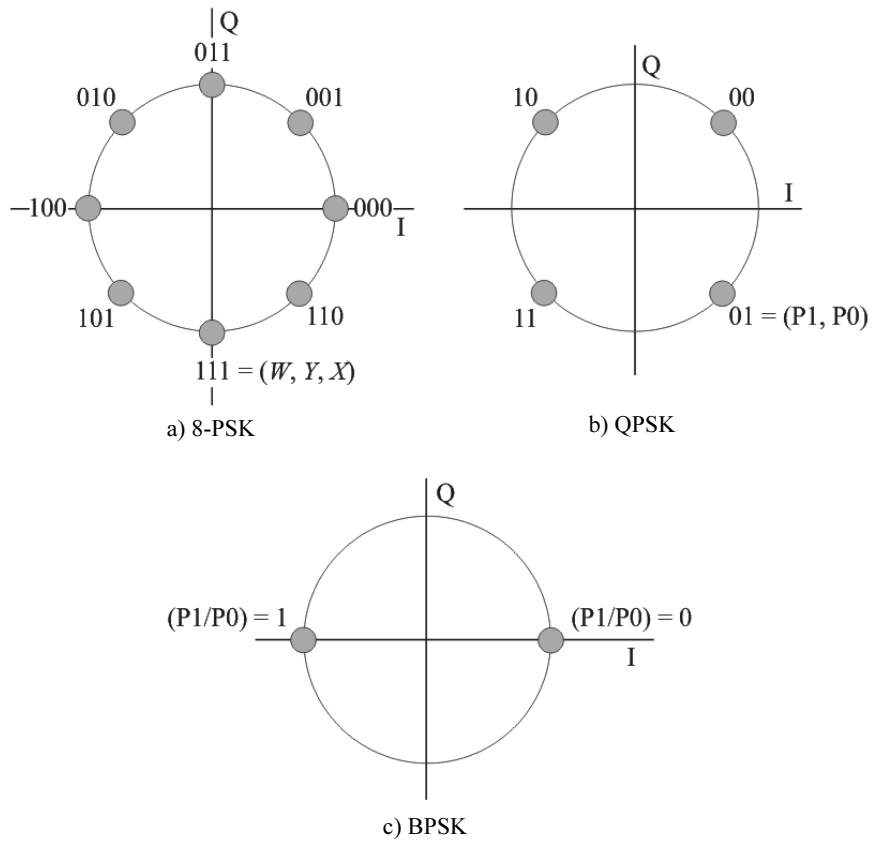 Q
011
010
001
100
000
I
101
110
111 = (W, Y, X)
a) 8-PSK
Q
10
00
I
11
01 = (P1, P0)
b) QPSK
Q
(P1/P0) = 1
(P1/P0) = 0
I
c) BPSK